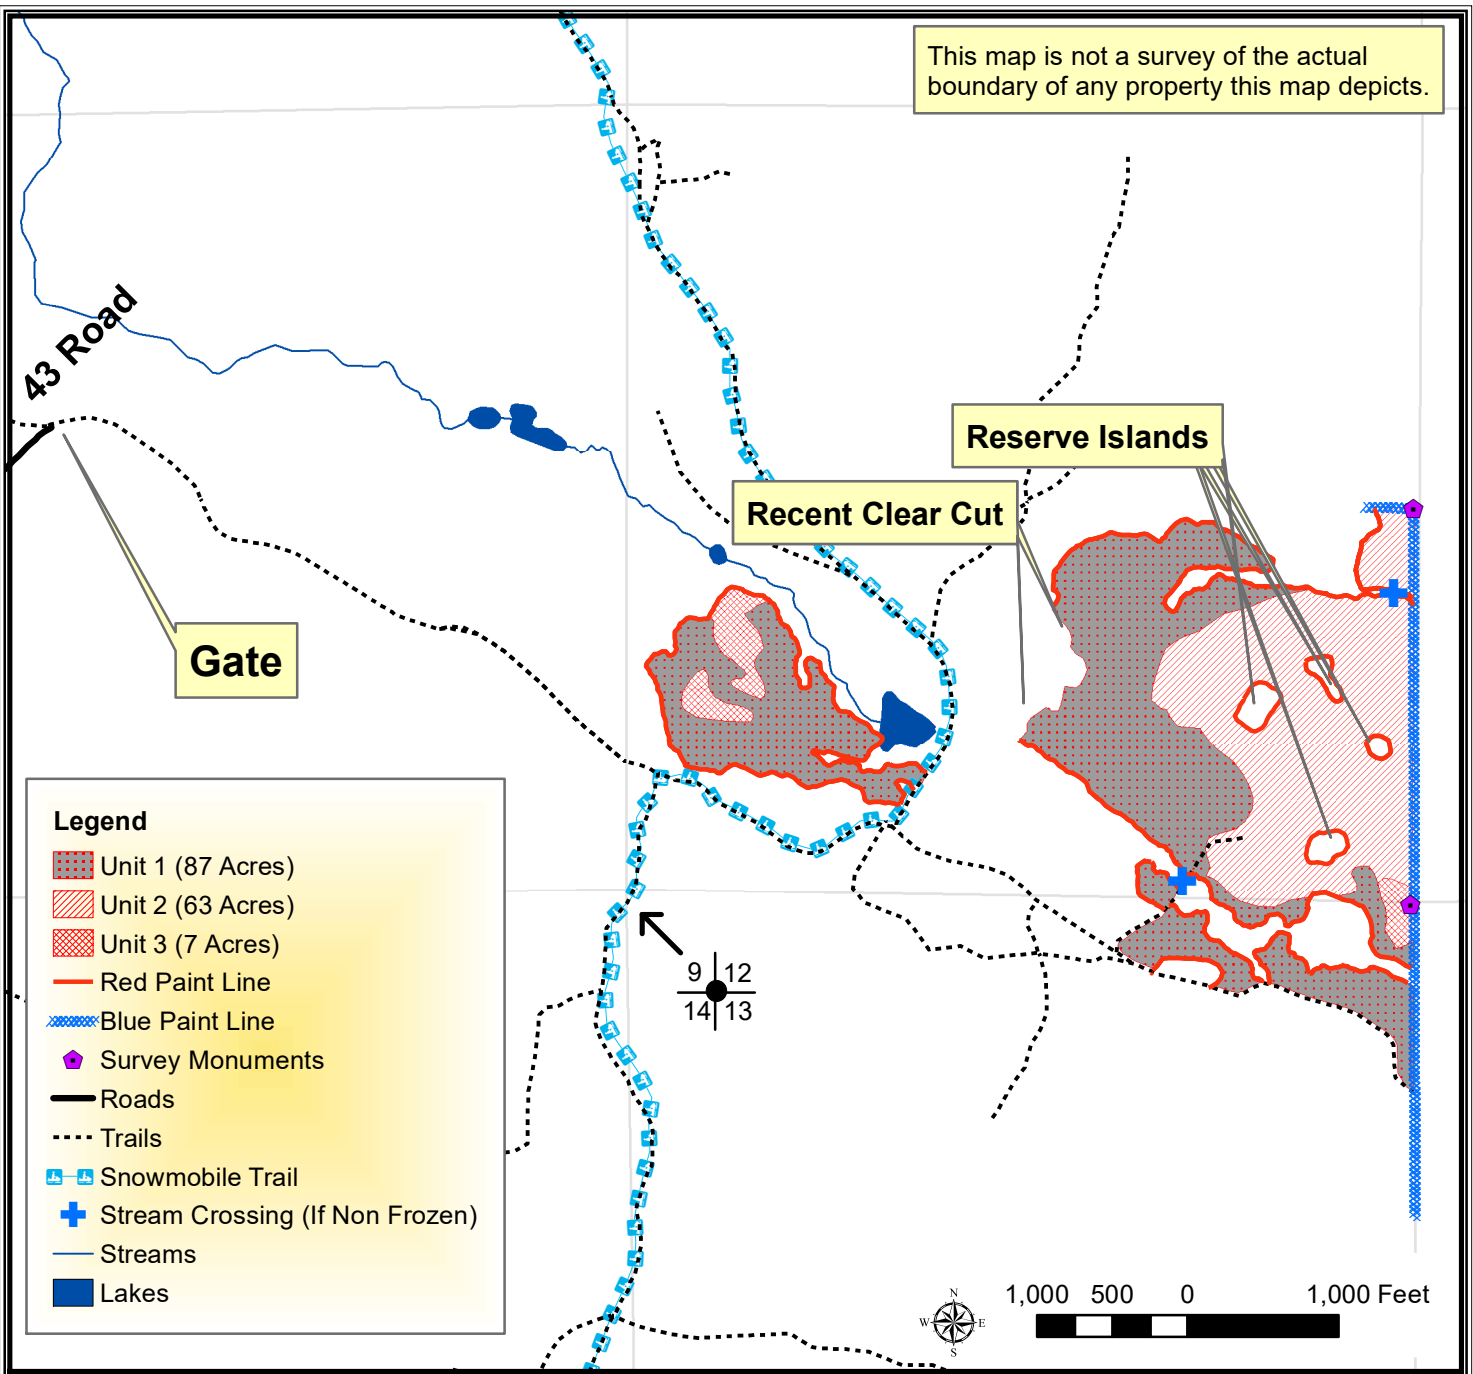 This map is not a survey of the actual
boundary of any property this map depicts.
43 Road
Reserve Islands
Recent Clear Cut
Gate
Legend
Unit 1 (87 Acres)
Unit 2 (63 Acres)
Unit 3 (7 Acres)
Red Paint Line
Blue Paint Line
Survey Monuments
Roads
Trails
Snowmobile Trail
Stream Crossing (If Non Frozen)
Streams
Lakes
9 12
14 13
N
W E
S
1,000 500 0 1,000 Feet